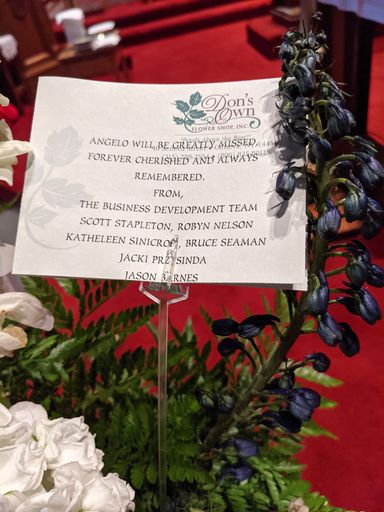 Don's
Own
FLOWER SHOP, INC.
ANGELO WILL BE GREATLY MISSED,
FOREVER CHERISHED AND ALWAYS
REMEMBERED.
FROM,
THE BUSINESS DEVELOPMENT TEAM
SCOTT STAPLETON, ROBYN NELSON
KATHELEEN SINICROPI, BRUCE SEAMAN
JACKI PRZYSINDA
JASON BARNES